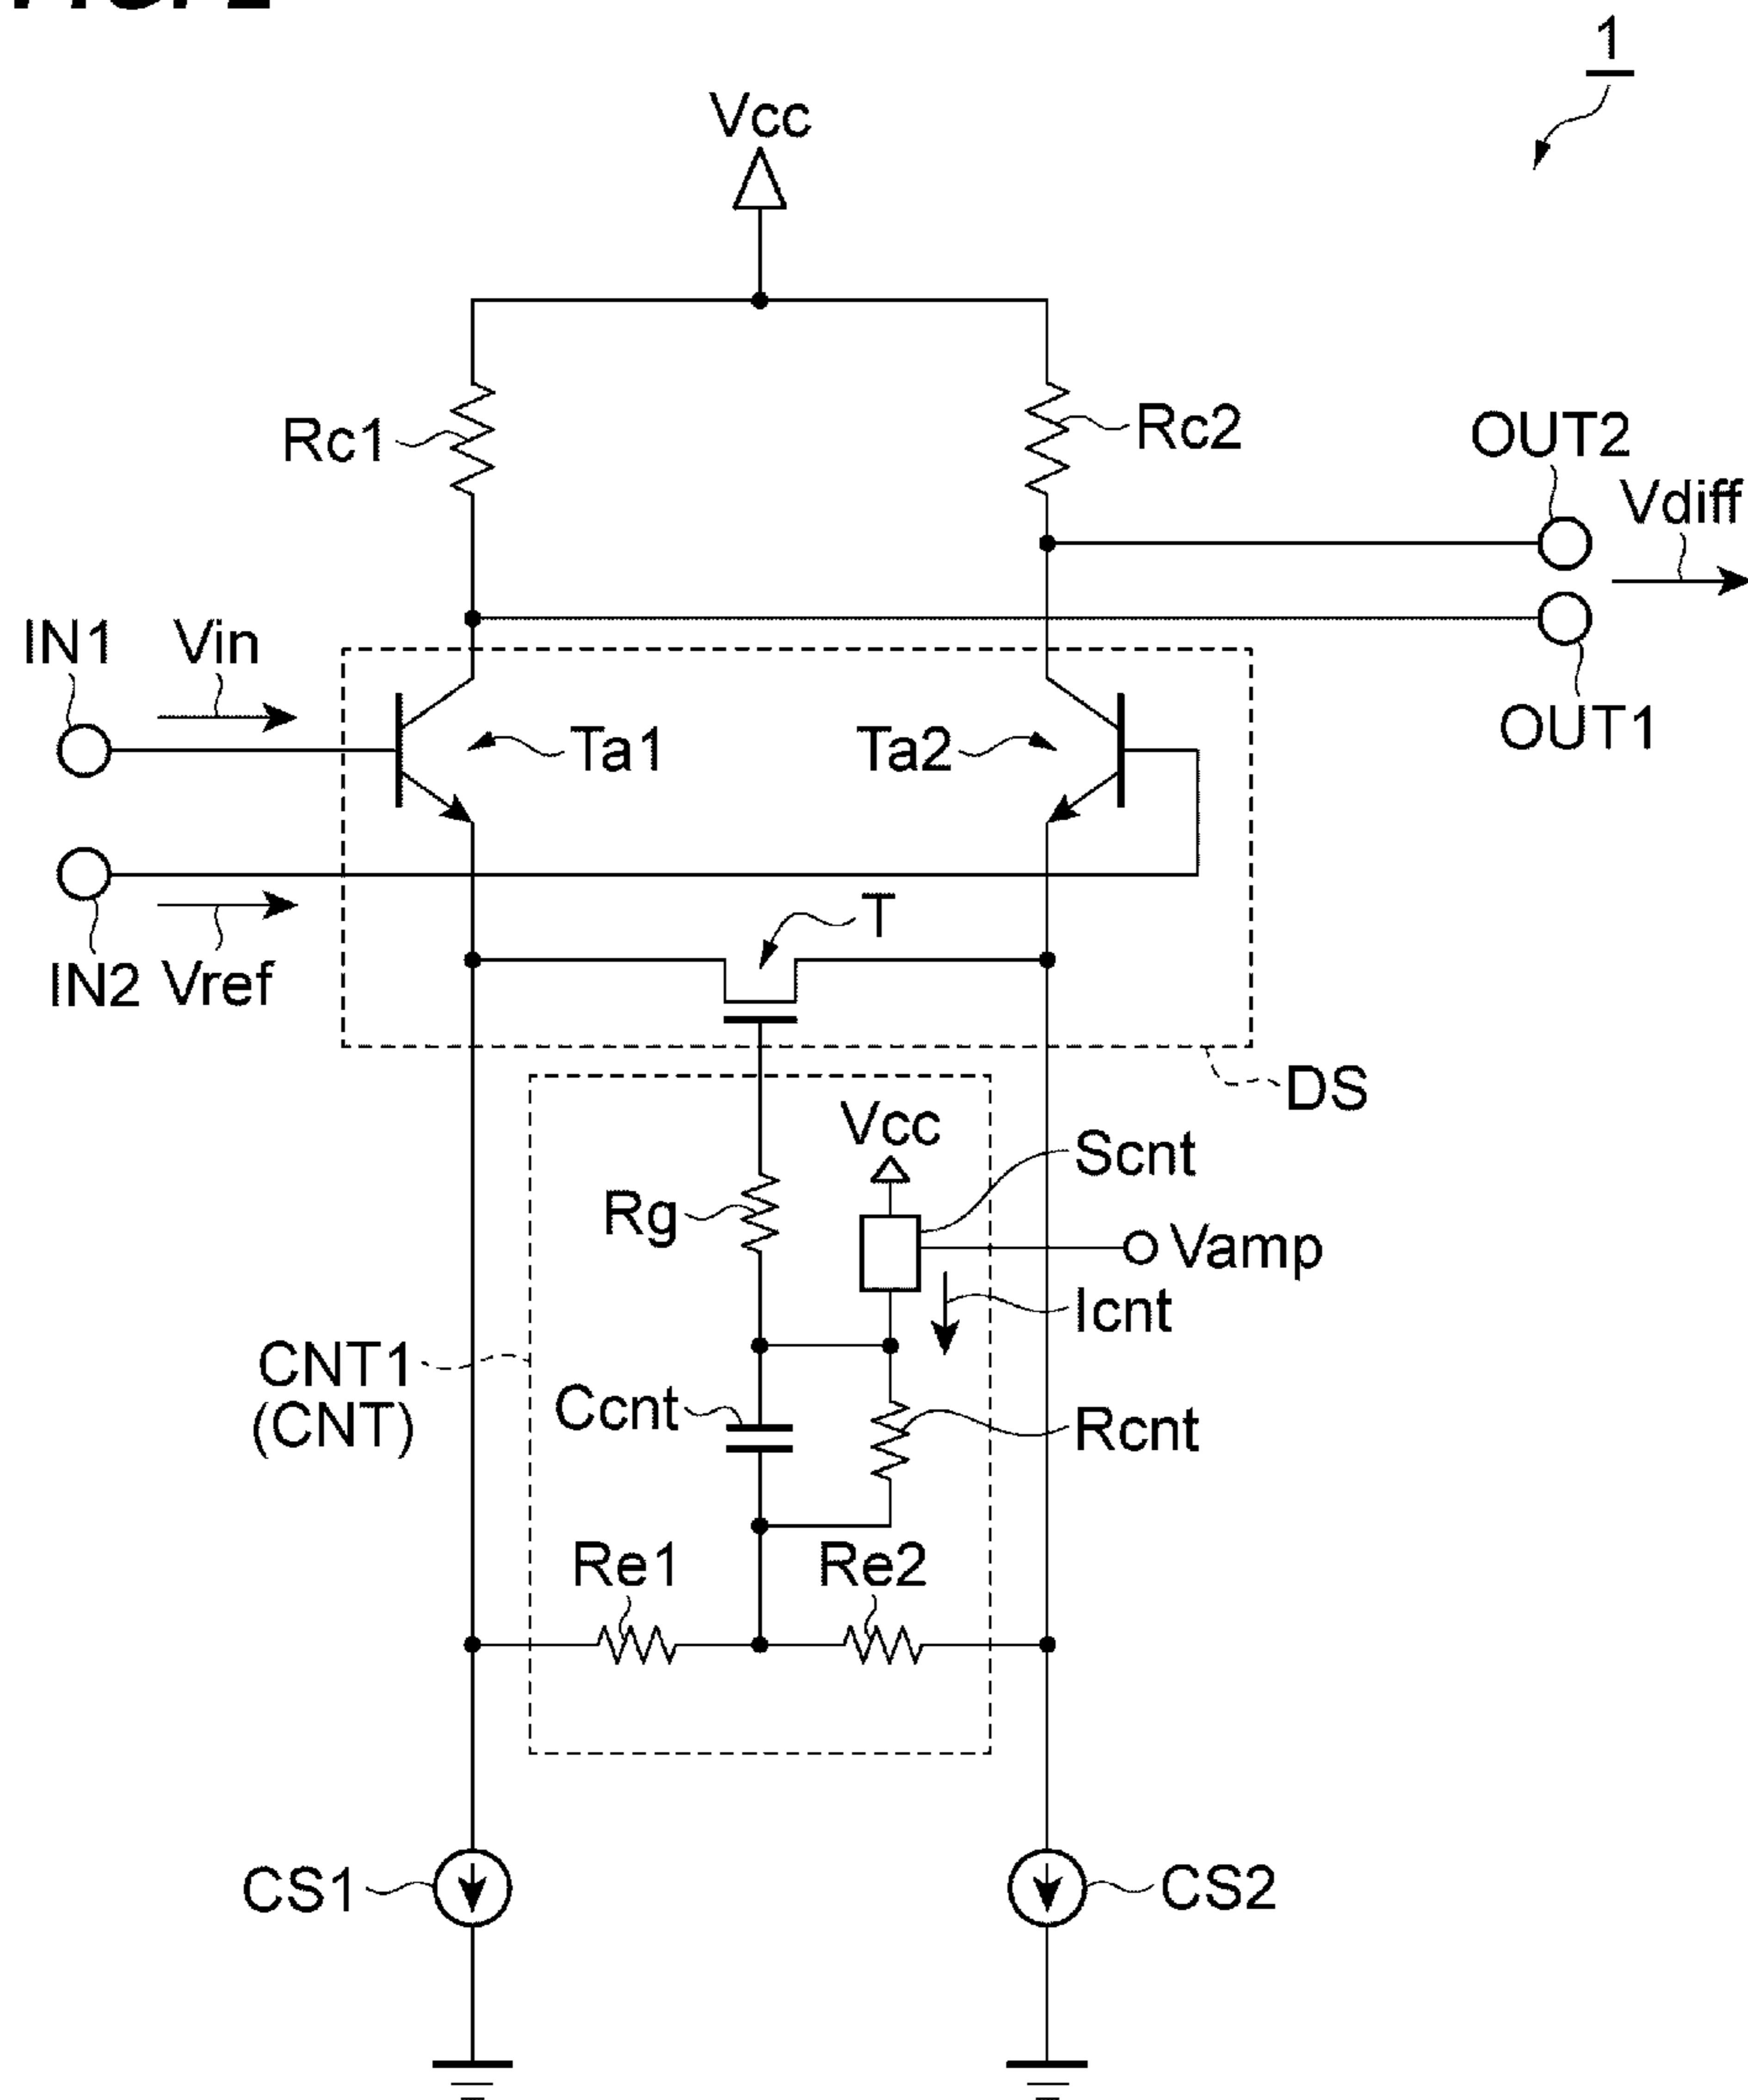 1
Vcc
Rc1
Rc2
OUT2
Vdiff
IN1
Vin
Ta1
Ta2
OUT1
T
IN2
Vref
DS
Vcc
Scnt
Rg
Vamp
Icnt
CNT1
(CNT)
Ccnt
Rcnt
Re1
Re2
CS1
CS2